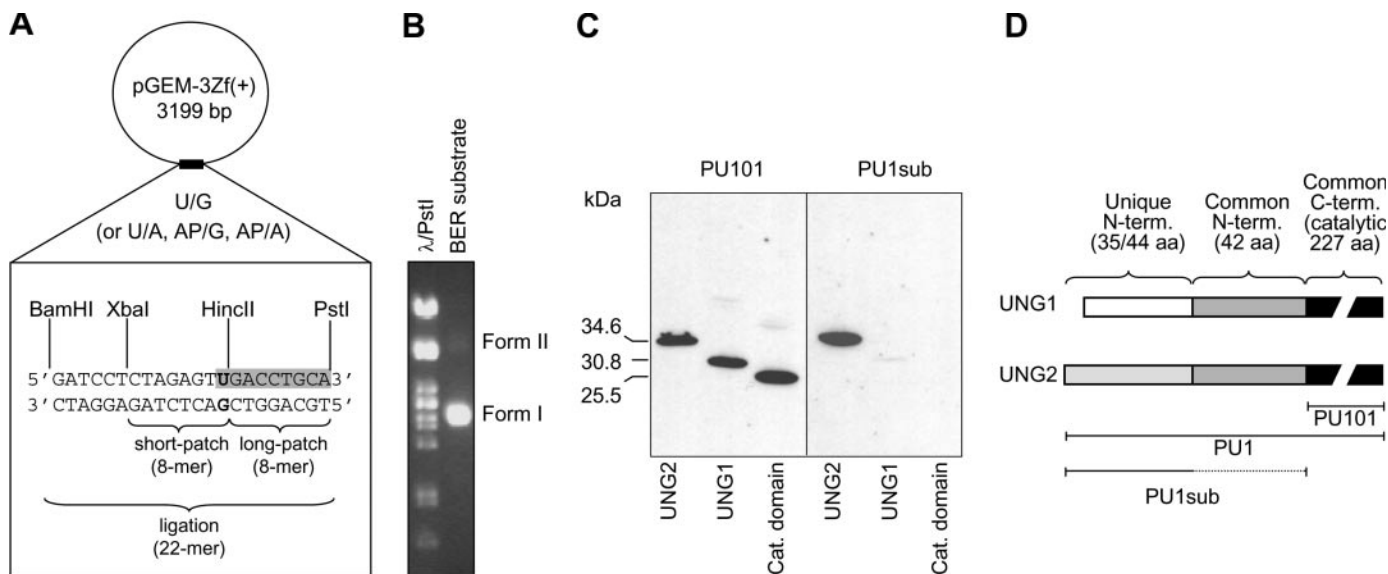 A
pGEM-3Zf(+)
3199 bp
U/G
(or U/A, AP/G, AP/A)
BamHI XbaI HincII PstI
5’GATCCTCTAGAGTUGACCTGCA3’
3’CTAGGAGATCTCAGCTGGACGT5’
short-patch
(8-mer)
long-patch
(8-mer)
ligation
(22-mer)
B
λ/PstI
BER substrate
Form II
Form I
C
PU101
PU1sub
kDa
34.6
30.8
25.5
UNG2
UNG1
Cat. domain
UNG2
UNG1
Cat. domain
D
Unique
N-term.
(35/44 aa)
Common
N-term.
(42 aa)
Common
C-term.
(catalytic
227 aa)
UNG1
UNG2
PU101
PU1
PU1sub